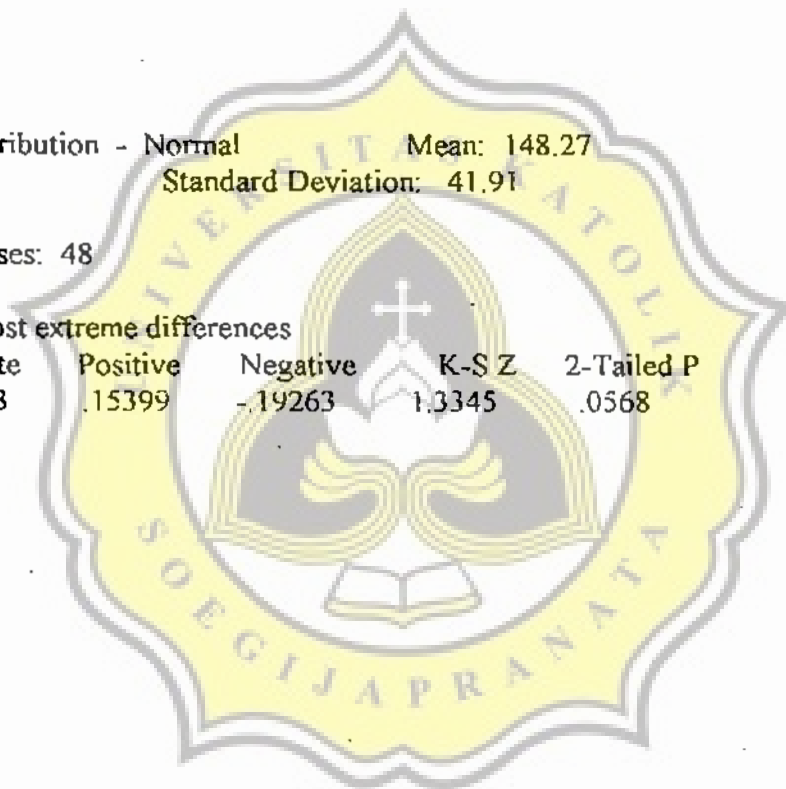 ribution - Normal Mean: 148.27
Standard Deviation: 41.91
ses: 48
ost extreme differences
te Positive Negative K-S Z 2-Tailed P
3 .15399 -.19263 1.3345 .0568
UNIVERSITAS KATOLIK
SOEGIJAPRANATA